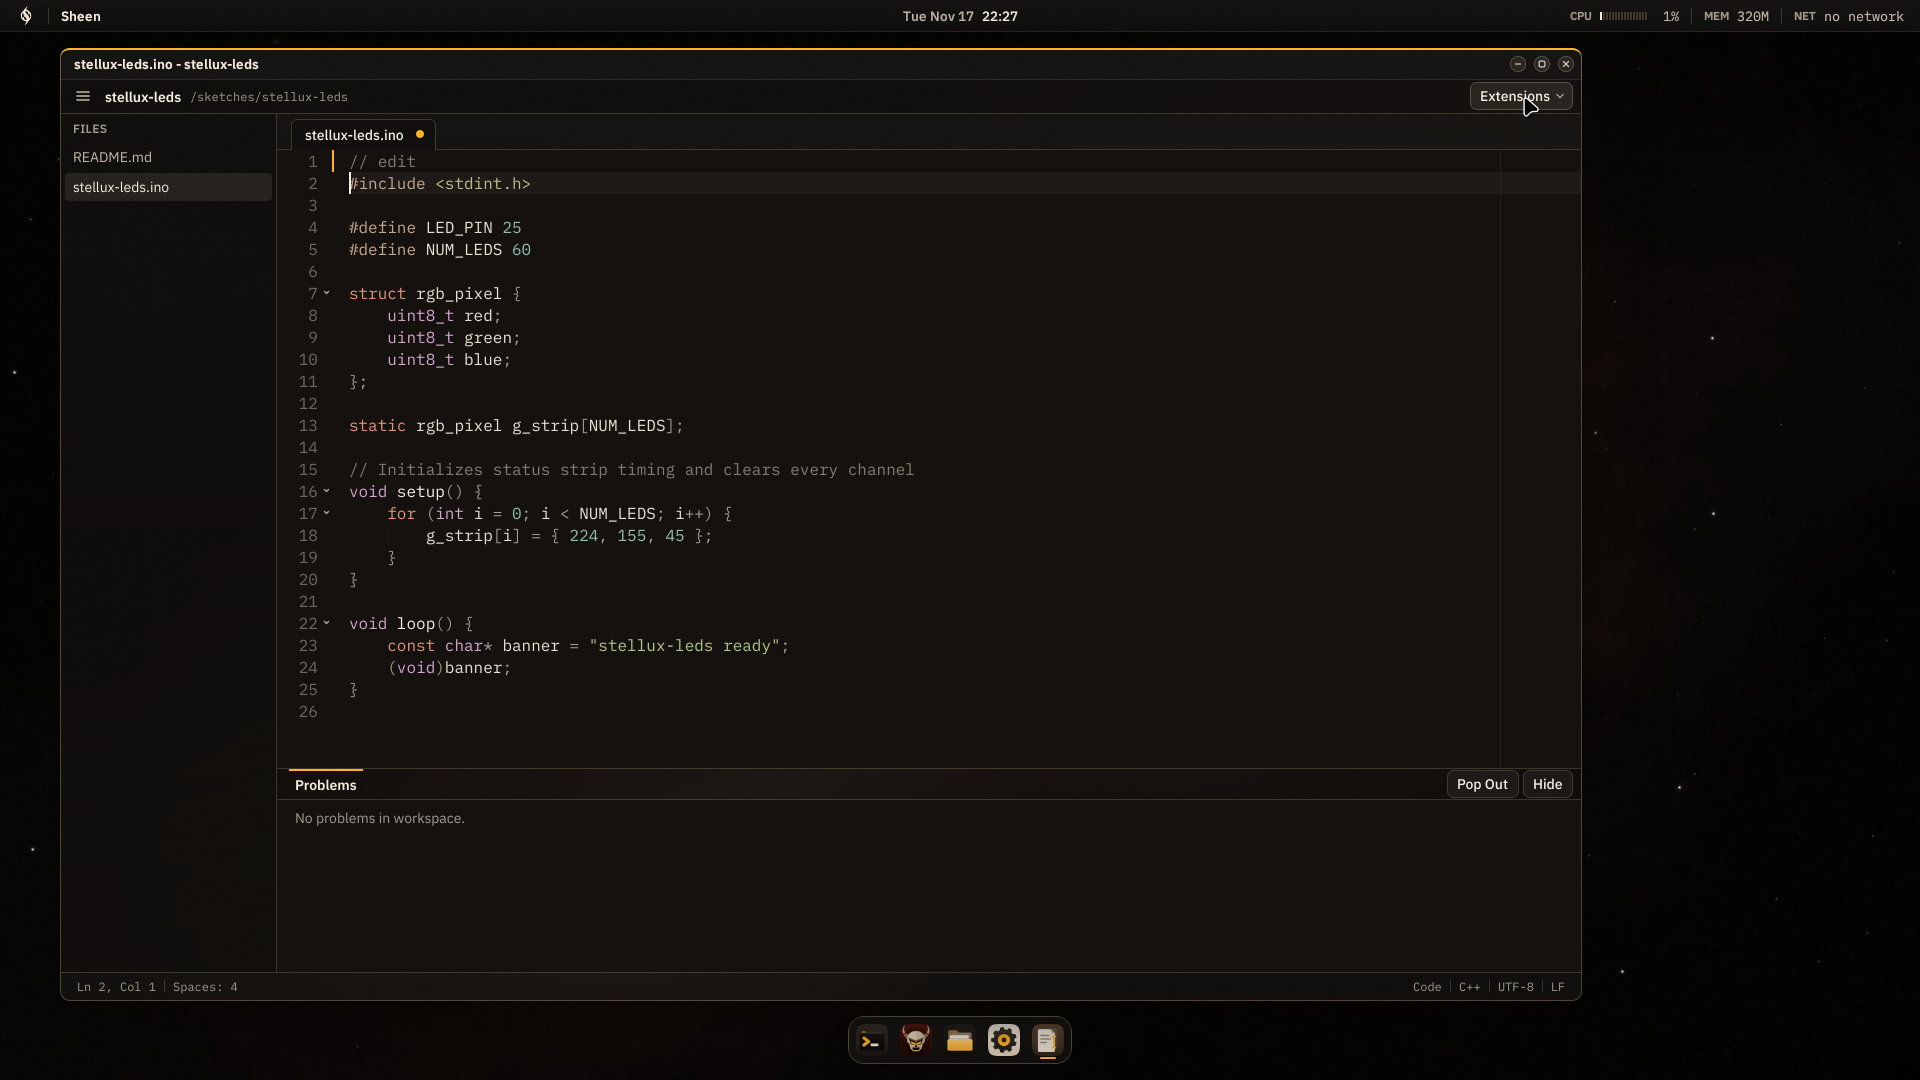 Sheen
Tue Nov 17 22:27
CPU 1% MEM 320M NET no network
stellux-leds.ino - stellux-leds
stellux-leds /sketches/stellux-leds
Extensions
FILES
README.md
stellux-leds.ino
stellux-leds.ino
1 // edit
2 #include <stdint.h>
3
4 #define LED_PIN 25
5 #define NUM_LEDS 60
6
7 struct rgb_pixel {
8     uint8_t red;
9     uint8_t green;
10     uint8_t blue;
11 };
12
13 static rgb_pixel g_strip[NUM_LEDS];
14
15 // Initializes status strip timing and clears every channel
16 void setup() {
17     for (int i = 0; i < NUM_LEDS; i++) {
18         g_strip[i] = { 224, 155, 45 };
19     }
20 }
21
22 void loop() {
23     const char* banner = "stellux-leds ready";
24     (void)banner;
25 }
26
Problems
Pop Out Hide
No problems in workspace.
Ln 2, Col 1 Spaces: 4
Code C++ UTF-8 LF